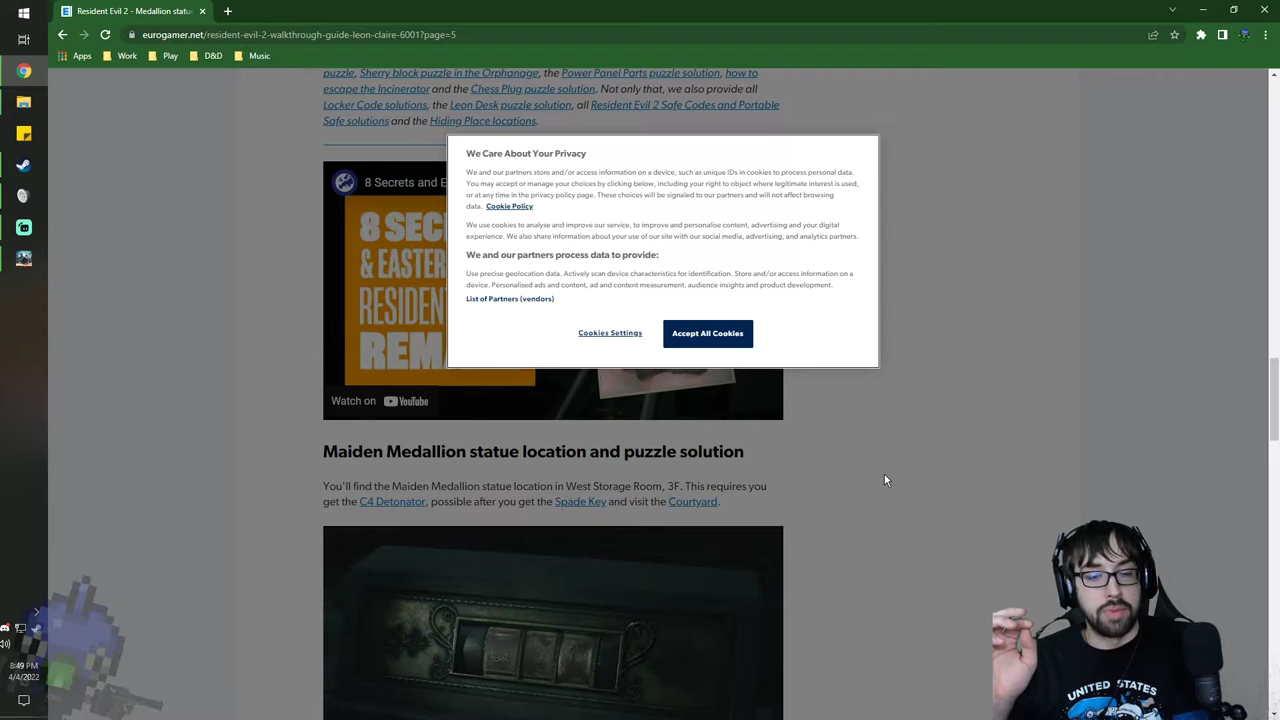 Resident Evil 2 - Medallion statu
eurogamer.net/resident-evil-2-walkthrough-guide-leon-claire-6001?page=5
Apps Work Play D&D Music
puzzle, Sherry block puzzle in the Orphanage, the Power Panel Parts puzzle solution, how to
escape the Incinerator and the Chess Plug puzzle solution. Not only that, we also provide all
Locker Code solutions, the Leon Desk puzzle solution, all Resident Evil 2 Safe Codes and Portable
Safe solutions and the Hiding Place locations.
8 Secrets and E
8 SEC
& EASTER
RESIDEN
REM
Watch on YouTube
We Care About Your Privacy
We and our partners store and/or access information on a device, such as unique IDs in cookies to process personal data.
You may accept or manage your choices by clicking below, including your right to object where legitimate interest is used,
or at any time in the privacy policy page. These choices will be signaled to our partners and will not affect browsing
data. Cookie Policy
We use cookies to analyse and improve our service, to improve and personalise content, advertising and your digital
experience. We also share information about your use of our site with our social media, advertising, and analytics partners.
We and our partners process data to provide:
Use precise geolocation data. Actively scan device characteristics for identification. Store and/or access information on a
device. Personalised ads and content, ad and content measurement, audience insights and product development.
List of Partners (vendors)
Cookies Settings Accept All Cookies
Maiden Medallion statue location and puzzle solution
You'll find the Maiden Medallion statue location in West Storage Room, 3F. This requires you
get the C4 Detonator, possible after you get the Spade Key and visit the Courtyard.
8:49 PM
4/4/2022
UNITED STATES